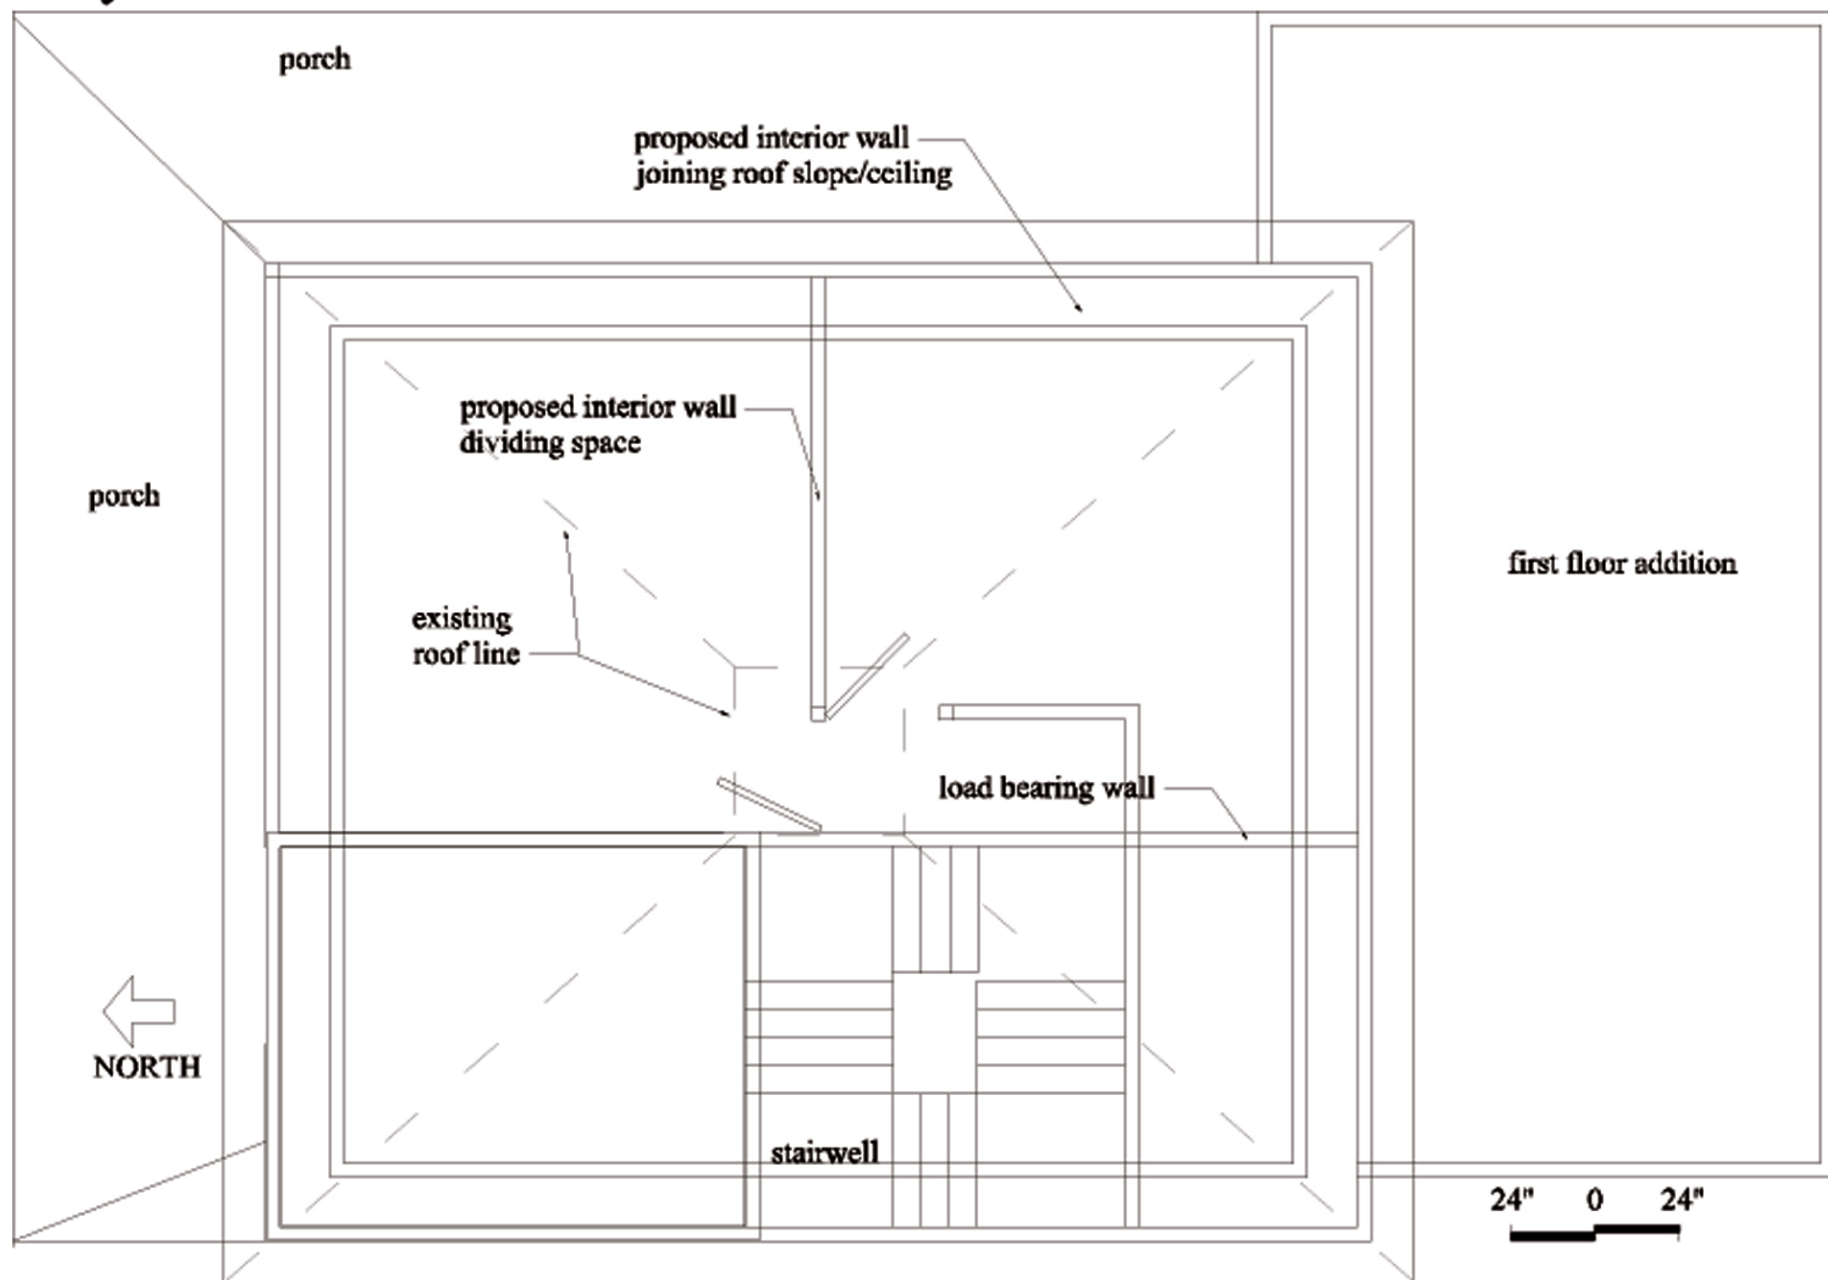 porch
proposed interior wall
joining roof slope/ceiling
proposed interior wall
dividing space
porch
first floor addition
existing
roof line
load bearing wall
NORTH
stairwell
24" 0 24"